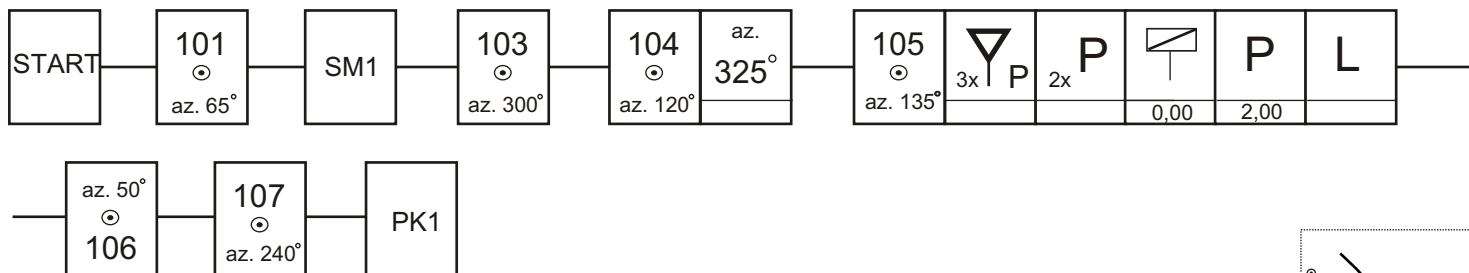 START
101
az. 65°
SM1
103
az. 300°
104
az. 120°
az.
325°
105
az. 135°
3x P
2x P
0,00
P
2,00
L
az. 50°
106
107
az. 240°
PK1